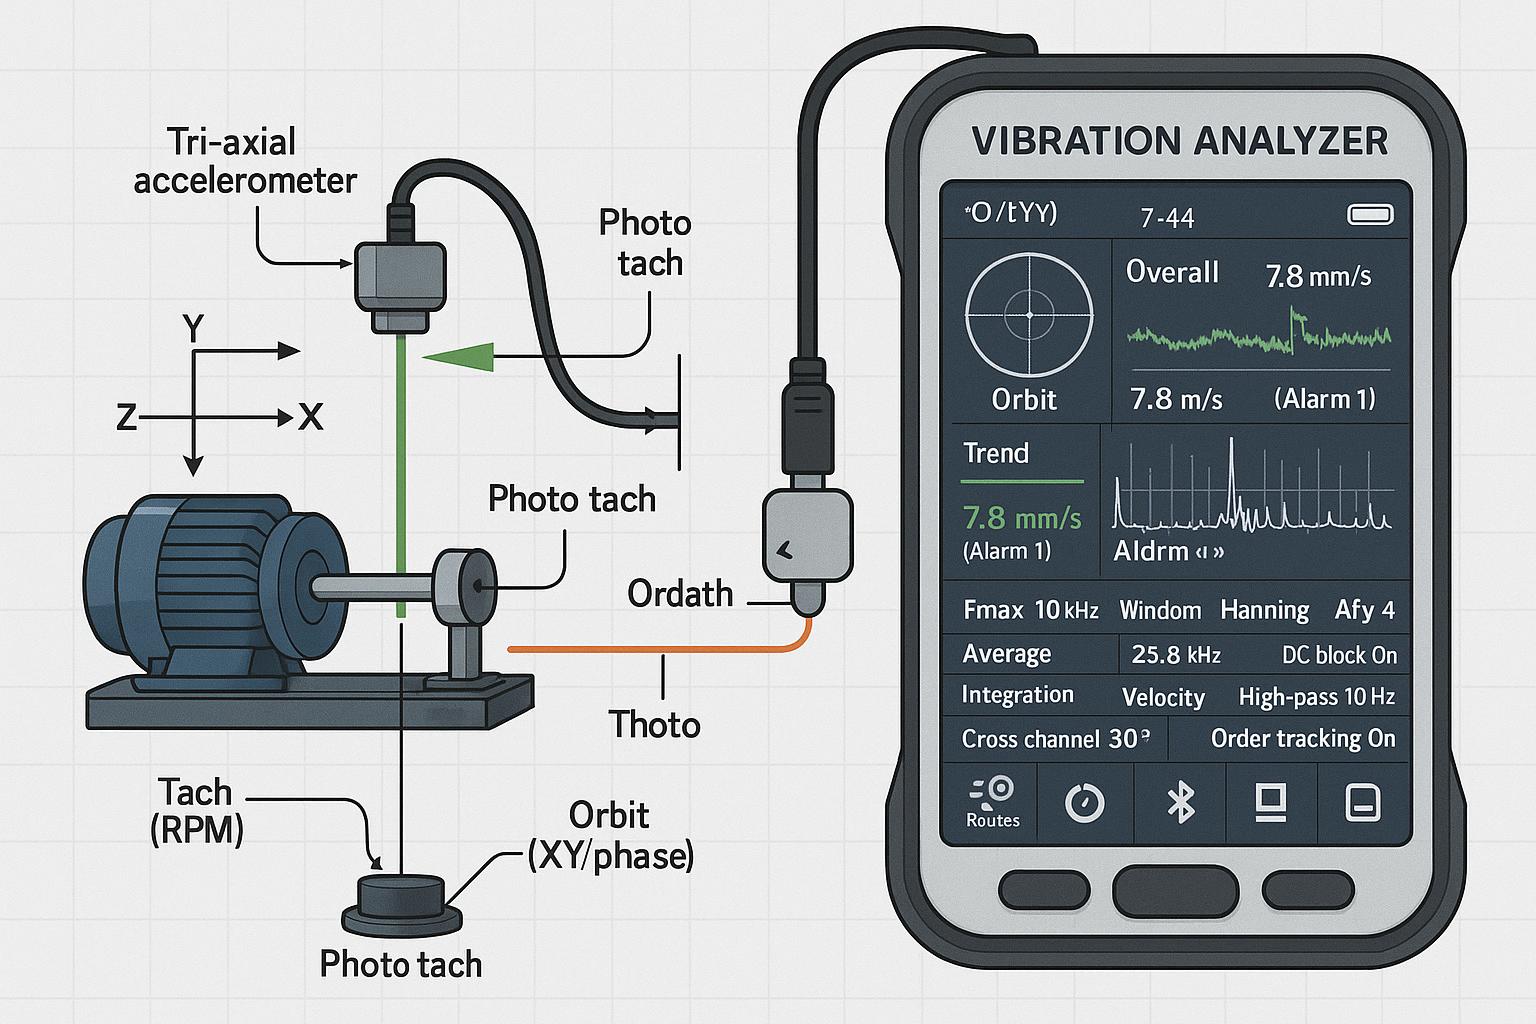 Tri-axial
accelerometer
Photo
tach
Y
Z
X
Photo tach
Ordath
Thoto
Tach
(RPM)
Orbit
(XY/phase)
Photo tach
VIBRATION ANALYZER
7-44
Overall 7.8 mm/s
Orbit
7.8 m/s (Alarm 1)
Trend
7.8 mm/s
(Alarm 1)
Aldrm
Fmax 10 kHz Windom Hanning Afy 4
Average 25.8 kHz DC block On
Integration Velocity High-pass 10 Hz
Cross channel 30 Order tracking On
Routes